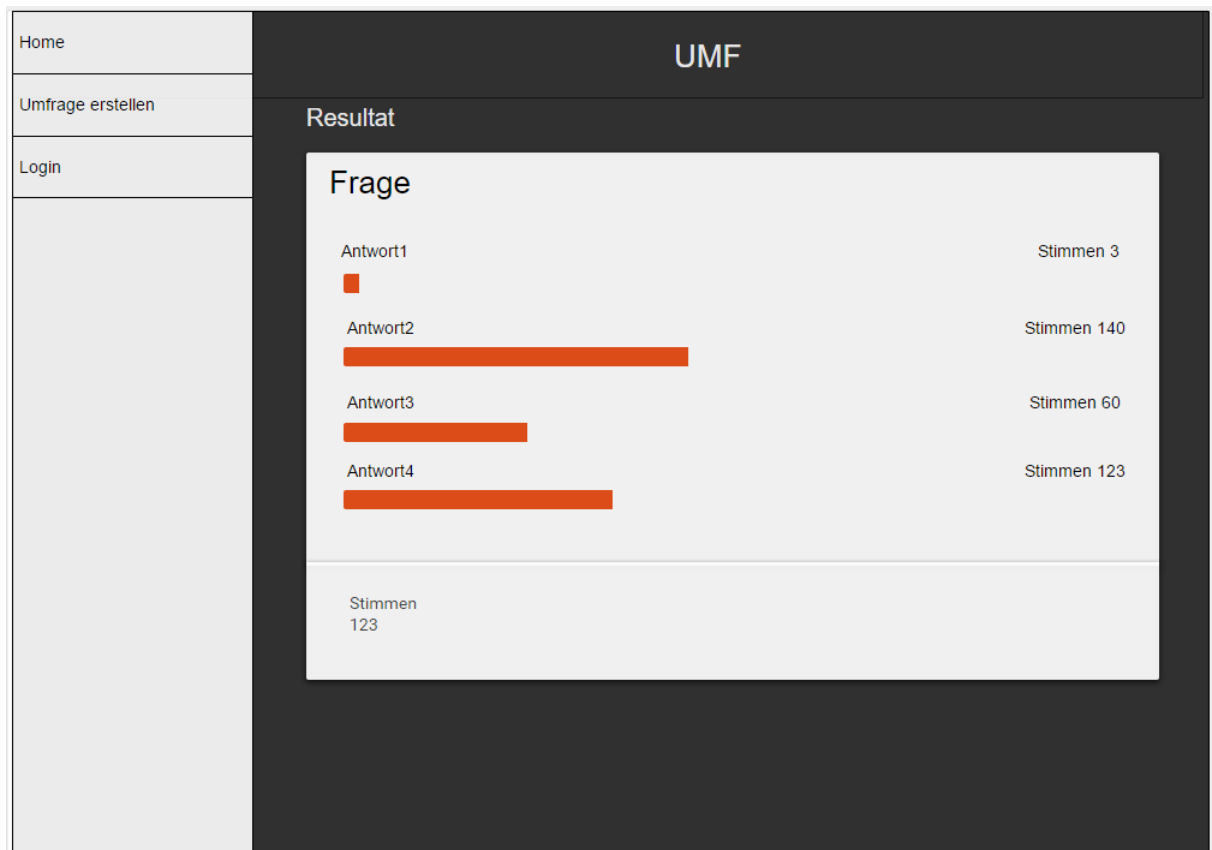 Home
Umfrage erstellen
Login
UMF
Resultat
Frage
Antwort1 Stimmen 3
Antwort2 Stimmen 140
Antwort3 Stimmen 60
Antwort4 Stimmen 123
Stimmen
123